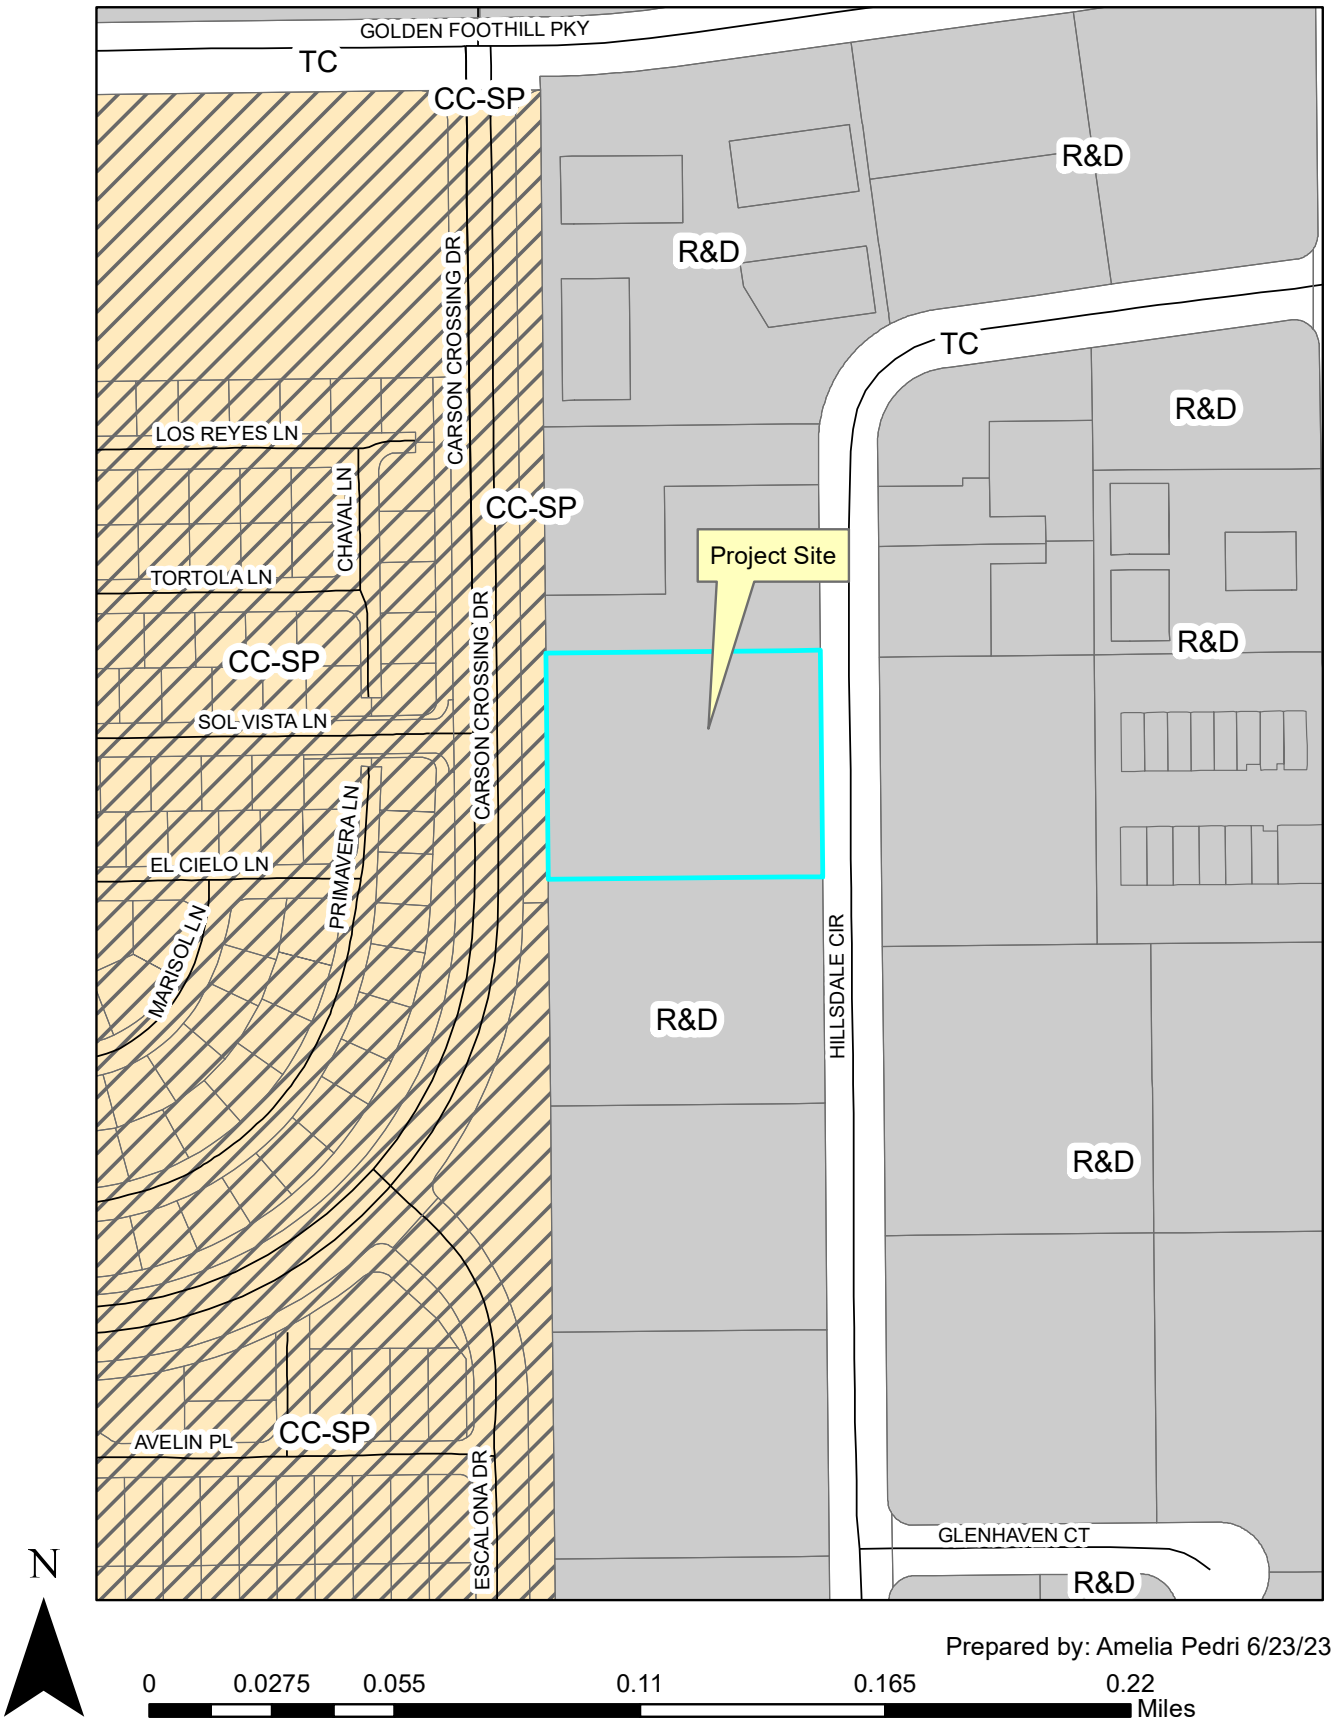 GOLDEN FOOTHILL PKY
TC
CC-SP
R&D
R&D
CARSON CROSSING DR
TC
R&D
LOS REYES LN
CHAVAL LN
CC-SP
Project Site
TORTOLA LN
CARSON CROSSING DR
R&D
CC-SP
SOL VISTA LN
PRIMAVERA LN
EL CIELO LN
MARISOL LN
HILLSDALE CIR
R&D
R&D
CC-SP
AVELIN PL
ESCALONA DR
GLENHAVEN CT
R&D
N
Prepared by: Amelia Pedri 6/23/23
0 0.0275 0.055 0.11 0.165 0.22
Miles